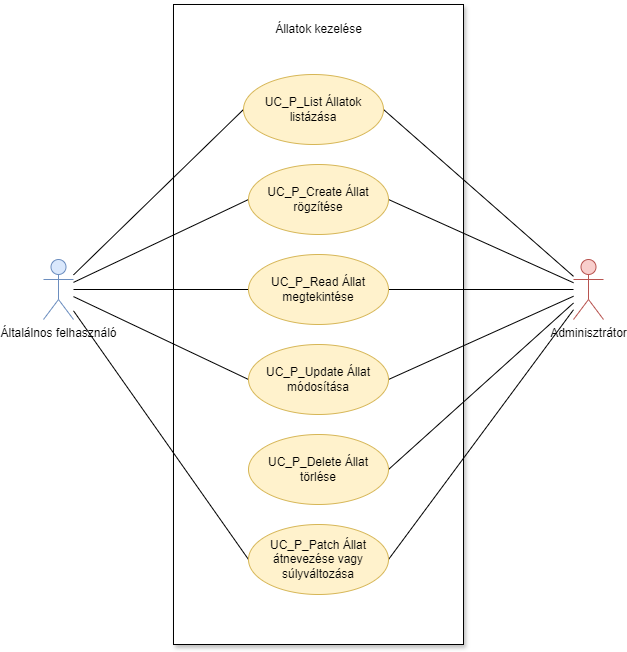 Állatok kezelése
UC_P_List Állatok
listázása
UC_P_Create Állat
rögzítése
UC_P_Read Állat
megtekintése
Általálnos felhasználó
Adminisztrátor
UC_P_Update Állat
módosítása
UC_P_Delete Állat
törlése
UC_P_Patch Állat
átnevezése vagy
súlyváltozása